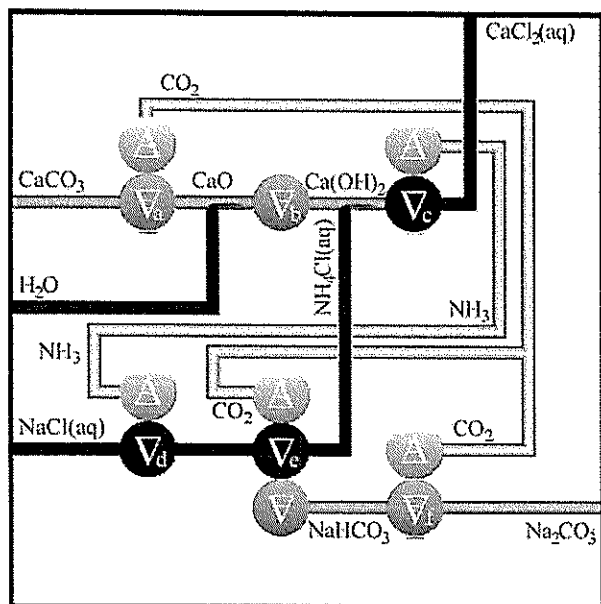 CaCl₂(aq)
CO₂
CaCO₃
CaO
Ca(OH)₂
a
b
c
H₂O
NH₄Cl(aq)
NH₃
NH₃
CO₂
NaCl(aq)
CO₂
d
e
NaHCO₃
f
Na₂CO₃